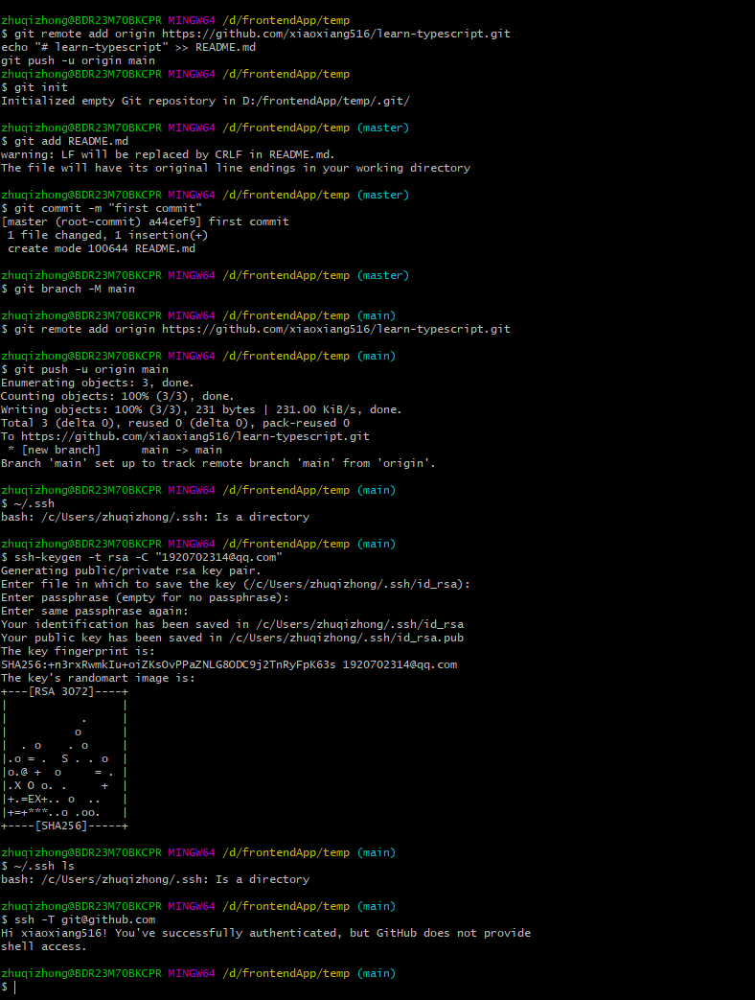 zhuqizhong@BDR23M7OBKCPR MINGW64 /d/frontendApp/temp
$ git remote add origin https://github.com/xiaoxiang516/learn-typescript.git
echo "# learn-typescript" >> README.md
git push -u origin main
zhuqizhong@BDR23M7OBKCPR MINGW64 /d/frontendApp/temp
$ git init
Initialized empty Git repository in D:/frontendApp/temp/.git/
zhuqizhong@BDR23M7OBKCPR MINGW64 /d/frontendApp/temp (master)
$ git add README.md
warning: LF will be replaced by CRLF in README.md.
The file will have its original line endings in your working directory
zhuqizhong@BDR23M7OBKCPR MINGW64 /d/frontendApp/temp (master)
$ git commit -m "first commit"
[master (root-commit) a44cef9] first commit
 1 file changed, 1 insertion(+)
 create mode 100644 README.md
zhuqizhong@BDR23M7OBKCPR MINGW64 /d/frontendApp/temp (master)
$ git branch -M main
zhuqizhong@BDR23M7OBKCPR MINGW64 /d/frontendApp/temp (main)
$ git remote add origin https://github.com/xiaoxiang516/learn-typescript.git
zhuqizhong@BDR23M7OBKCPR MINGW64 /d/frontendApp/temp (main)
$ git push -u origin main
Enumerating objects: 3, done.
Counting objects: 100% (3/3), done.
Writing objects: 100% (3/3), 231 bytes | 231.00 KiB/s, done.
Total 3 (delta 0), reused 0 (delta 0), pack-reused 0
To https://github.com/xiaoxiang516/learn-typescript.git
 * [new branch]      main -> main
Branch 'main' set up to track remote branch 'main' from 'origin'.
zhuqizhong@BDR23M7OBKCPR MINGW64 /d/frontendApp/temp (main)
$ ~/.ssh
bash: /c/Users/zhuqizhong/.ssh: Is a directory
zhuqizhong@BDR23M7OBKCPR MINGW64 /d/frontendApp/temp (main)
$ ssh-keygen -t rsa -C "1920702314@qq.com"
Generating public/private rsa key pair.
Enter file in which to save the key (/c/Users/zhuqizhong/.ssh/id_rsa):
Enter passphrase (empty for no passphrase):
Enter same passphrase again:
Your identification has been saved in /c/Users/zhuqizhong/.ssh/id_rsa
Your public key has been saved in /c/Users/zhuqizhong/.ssh/id_rsa.pub
The key fingerprint is:
SHA256:+n3rxRwmkIu+oiZKsOvPPaZNLG8ODC9j2TnRyFpK63s 1920702314@qq.com
The key's randomart image is:
+---[RSA 3072]----+
|                 |
|           .     |
|          o      |
|  . o    . o     |
|.o = .  S . . o  |
|o.@ +  o     = . |
|.X O o. .     +  |
|+.=EX+.. o  ..   |
|+=+***..o .oo.   |
+----[SHA256]-----+
zhuqizhong@BDR23M7OBKCPR MINGW64 /d/frontendApp/temp (main)
$ ~/.ssh ls
bash: /c/Users/zhuqizhong/.ssh: Is a directory
zhuqizhong@BDR23M7OBKCPR MINGW64 /d/frontendApp/temp (main)
$ ssh -T git@github.com
Hi xiaoxiang516! You've successfully authenticated, but GitHub does not provide
shell access.
zhuqizhong@BDR23M7OBKCPR MINGW64 /d/frontendApp/temp (main)
$